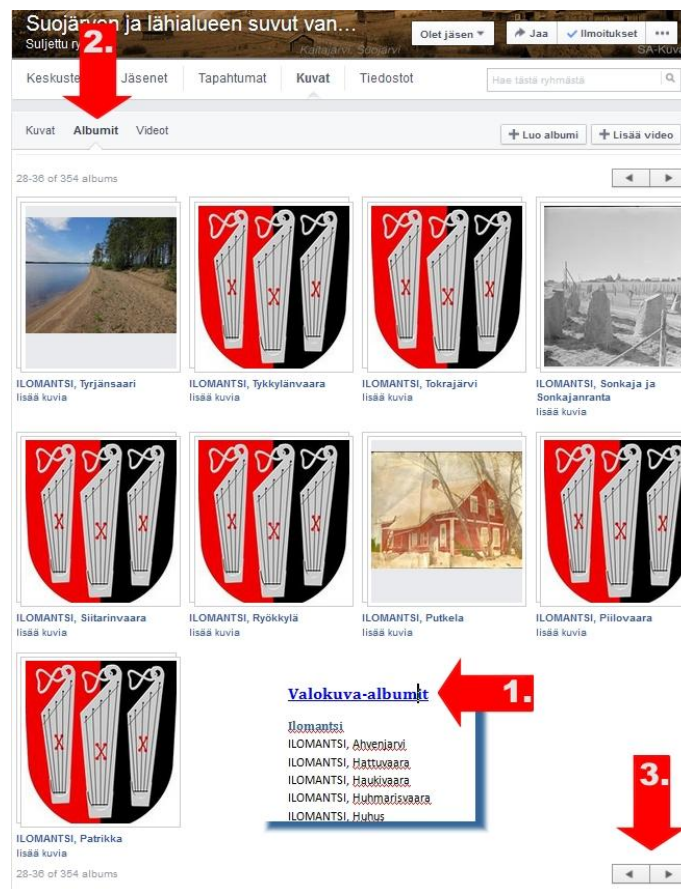 Suojärven ja lähialueen suvut van...
Suljettu
Kaitajärvi, Suojärvi
SA-Kuva
Olet jäsen
Jaa
Ilmoitukset
2.
Jäsenet
Tapahtumat
Kuvat
Tiedostot
Hae tästä ryhmästä
Kuvat
Albumit
Videot
+ Luo albumi
+ Lisää video
28-36 of 354 albums
ILOMANTSI, Tyrjänsaari
lisää kuvia
ILOMANTSI, Tykkylänvaara
lisää kuvia
ILOMANTSI, Tokrajärvi
lisää kuvia
ILOMANTSI, Sonkaja ja
Sonkajanranta
lisää kuvia
ILOMANTSI, Siitarinvaara
lisää kuvia
ILOMANTSI, Ryökkylä
lisää kuvia
ILOMANTSI, Putkela
lisää kuvia
ILOMANTSI, Piilovaara
lisää kuvia
Valokuva-albumit
1.
Ilomantsi
ILOMANTSI, Ahvenjarvi
ILOMANTSI, Hattuvaara
ILOMANTSI, Haukivaara
ILOMANTSI, Huhmarisvaara
ILOMANTSI, Huhus
3.
ILOMANTSI, Patrikka
lisää kuvia
28-36 of 354 albums